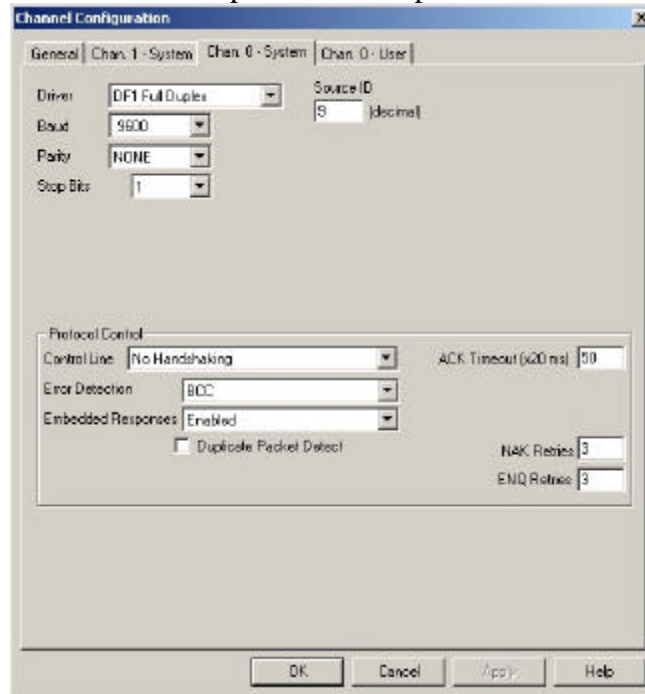 Channel Configuration
General Chan. 1 - System Chan. 0 - System Chan. 0 - User
Driver DF1 Full Duplex Source ID
9 (decimal)
Baud 9600
Parity NONE
Stop Bits 1
Protocol Control
Control Line No Handshaking ACK Timeout (x20 ms) 50
Error Detection BCC
Embedded Responses Enabled
Duplicate Packet Detect
NAK Retries 3
ENQ Retries 3
OK Cancel Apply Help